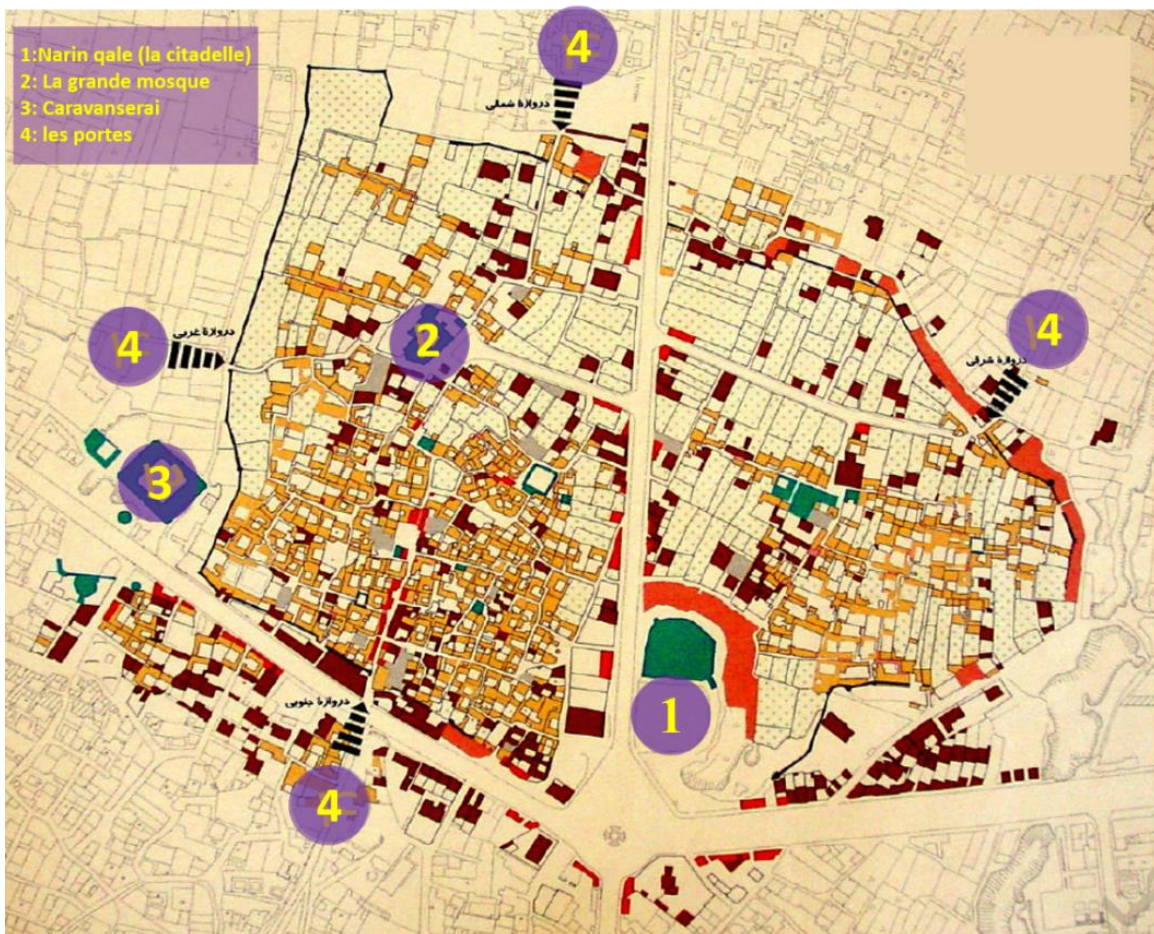 1:Narin qale (la citadelle)
2: La grande mosque
3: Caravanserai
4: les portes
4
دروازهٔ شمالی
4
دروازهٔ غربی
2
4
دروازهٔ شرقی
3
1
دروازهٔ جنوبی
4